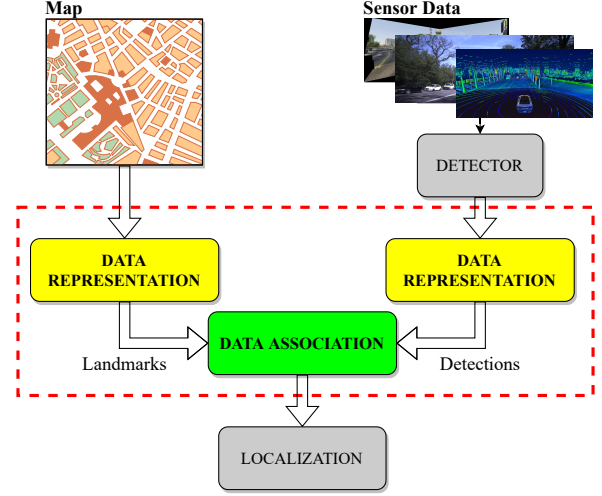 Map
Sensor Data
DETECTOR
DATA
REPRESENTATION
DATA
REPRESENTATION
DATA ASSOCIATION
Landmarks
Detections
LOCALIZATION